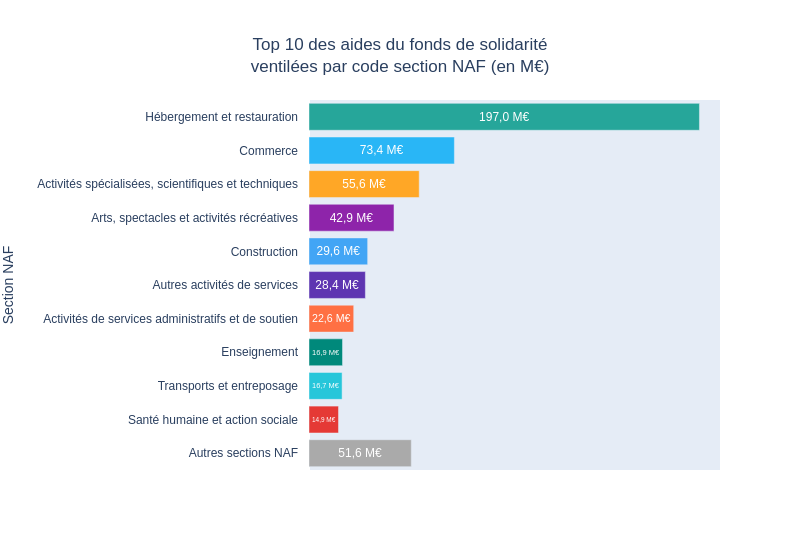 Top 10 des aides du fonds de solidarité
ventilées par code section NAF (en M€)
Section NAF
Hébergement et restauration 197,0 M€
Commerce 73,4 M€
Activités spécialisées, scientifiques et techniques 55,6 M€
Arts, spectacles et activités récréatives 42,9 M€
Construction 29,6 M€
Autres activités de services 28,4 M€
Activités de services administratifs et de soutien 22,6 M€
Enseignement 16,9 M€
Transports et entreposage 16,7 M€
Santé humaine et action sociale 14,9 M€
Autres sections NAF 51,6 M€